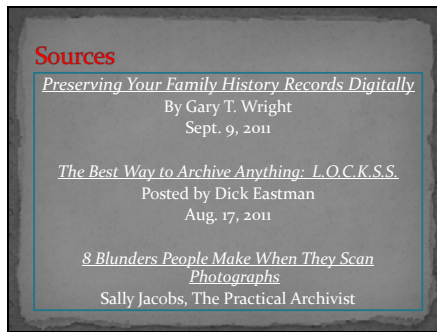 Sources
Preserving Your Family History Records Digitally
By Gary T. Wright
Sept. 9, 2011
The Best Way to Archive Anything: L.O.C.K.S.S.
Posted by Dick Eastman
Aug. 17, 2011
8 Blunders People Make When They Scan
Photographs
Sally Jacobs, The Practical Archivist